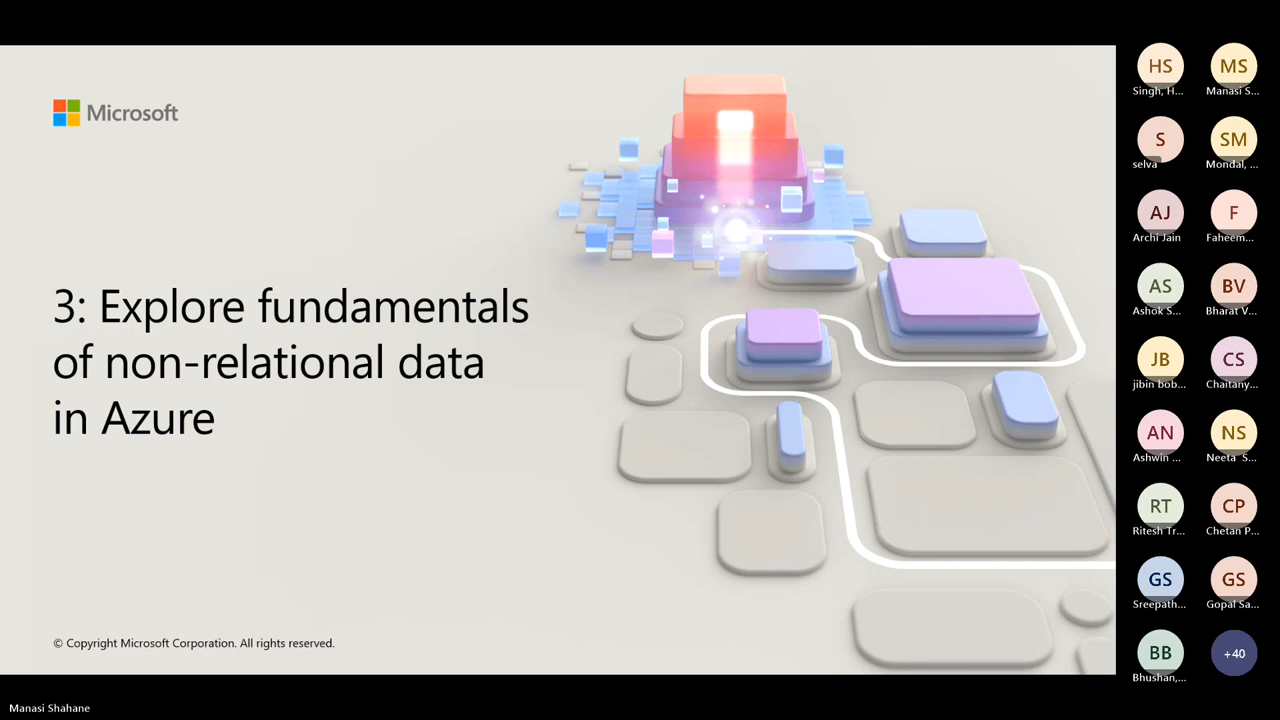 Microsoft
3: Explore fundamentals
of non-relational data
in Azure
© Copyright Microsoft Corporation. All rights reserved.
HS
Singh, H...
MS
Manasi S...
S
selva
SM
Mondal, ...
AJ
Archi Jain
F
Faheem...
AS
Ashok S...
BV
Bharat V...
JB
jibin bob...
CS
Chaitany...
AN
Ashwin ...
NS
Neeta S...
RT
Ritesh Tr...
CP
Chetan P...
GS
Sreepath...
GS
Gopal Sa...
BB
Bhushan,...
+40
Manasi Shahane